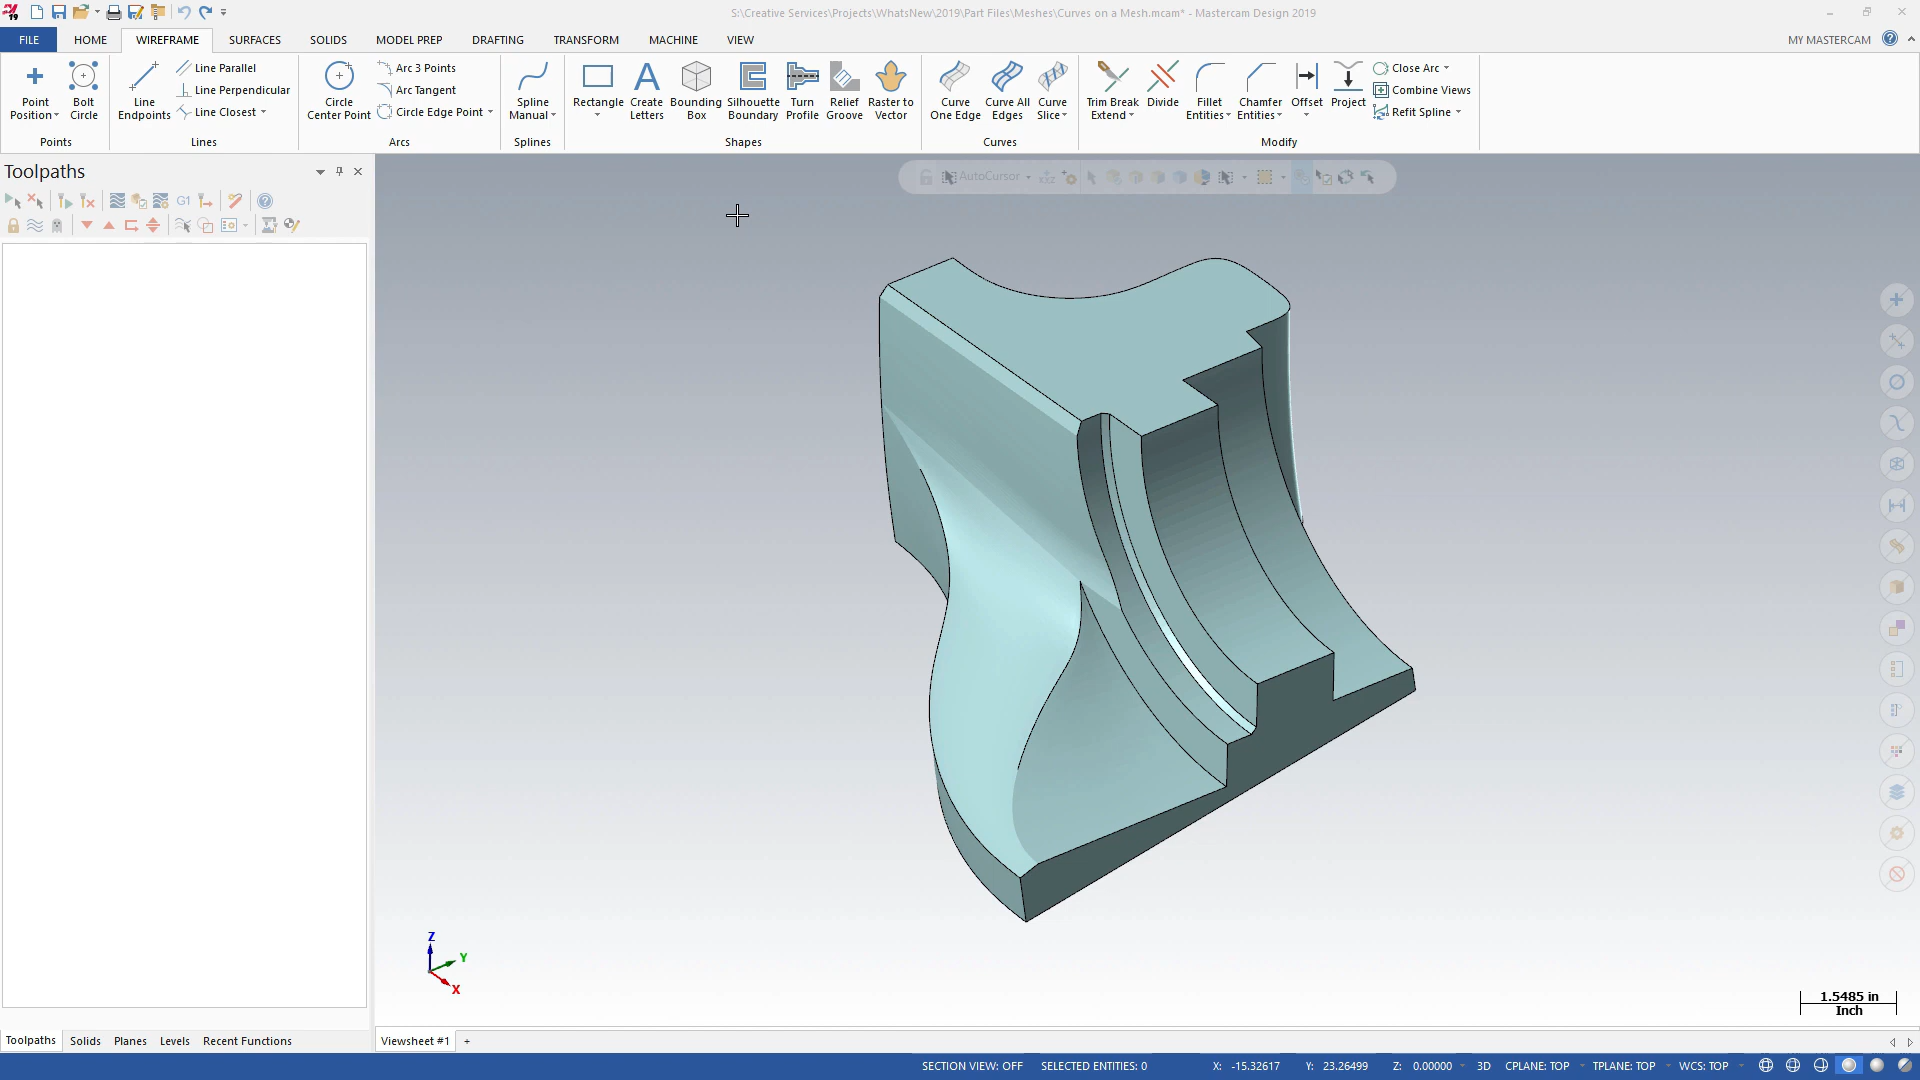 S:\Creative Services\Projects\WhatsNew\2019\Part Files\Meshes\Curves on a Mesh.mcam* - Mastercam Design 2019
FILE HOME WIREFRAME SURFACES SOLIDS MODEL PREP DRAFTING TRANSFORM MACHINE VIEW MY MASTERCAM
Point Position
Bolt Circle
Points
Line Endpoints
Line Parallel
Line Perpendicular
Line Closest
Lines
Circle Center Point
Arc 3 Points
Arc Tangent
Circle Edge Point
Arcs
Spline Manual
Splines
Rectangle
Create Letters
Bounding Box
Silhouette Boundary
Turn Profile
Relief Groove
Raster to Vector
Shapes
Curve One Edge
Curve All Edges
Curve Slice
Curves
Trim Break Extend
Divide
Fillet Entities
Chamfer Entities
Offset
Project
Close Arc
Combine Views
Refit Spline
Modify
Toolpaths
G1
AutoCursor
Z
Y
X
1.5485 in
Inch
Toolpaths Solids Planes Levels Recent Functions
Viewsheet #1 +
SECTION VIEW: OFF SELECTED ENTITIES: 0 X: -15.32617 Y: 23.26499 Z: 0.00000 3D CPLANE: TOP TPLANE: TOP WCS: TOP